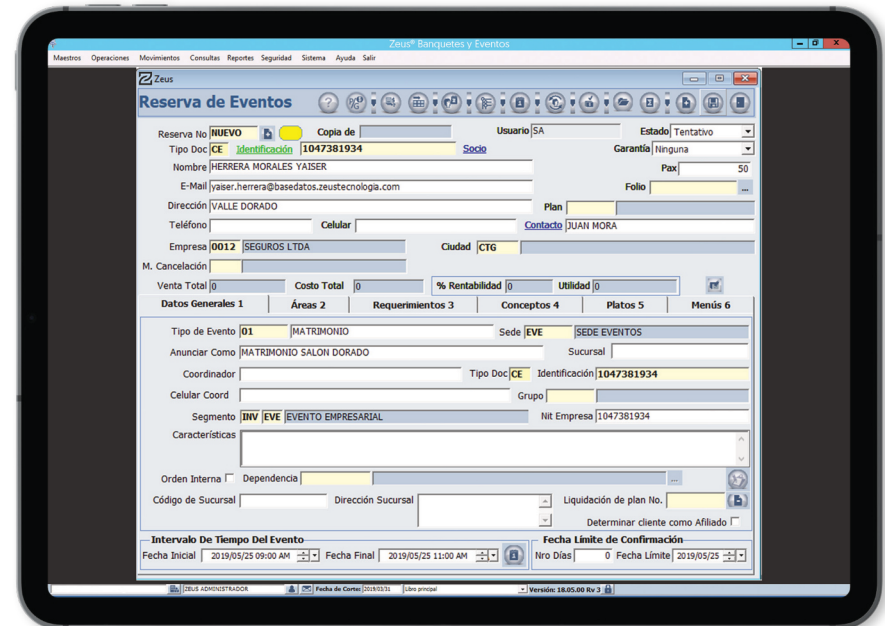 Zeus® Banquetes y Eventos
Maestros Operaciones Movimientos Consultas Reportes Seguridad Sistema Ayuda Salir
Zeus
Reserva de Eventos
Reserva No NUEVO Copia de Usuario SA Estado Tentativo
Tipo Doc CE Identificación 1047381934 Socio Garantía Ninguna
Nombre HERRERA MORALES YAISER Pax 50
E-Mail yaiser.herrera@basedatos.zeustecnologia.com Folio ...
Dirección VALLE DORADO Plan
Teléfono Celular Contacto JUAN MORA
Empresa 0012 SEGUROS LTDA Ciudad CTG
M. Cancelación
Venta Total 0 Costo Total 0 % Rentabilidad 0 Utilidad 0
Datos Generales 1 Áreas 2 Requerimientos 3 Conceptos 4 Platos 5 Menús 6
Tipo de Evento 01 MATRIMONIO Sede EVE SEDE EVENTOS
Anunciar Como MATRIMONIO SALON DORADO Sucursal
Coordinador Tipo Doc CE Identificación 1047381934
Celular Coord Grupo
Segmento INV EVE EVENTO EMPRESARIAL Nit Empresa 1047381934
Características
Orden Interna Dependencia ...
Código de Sucursal Dirección Sucursal Liquidación de plan No.
Determinar cliente como Afiliado
Intervalo De Tiempo Del Evento Fecha Límite de Confirmación
Fecha Inicial 2019/05/25 09:00 AM Fecha Final 2019/05/25 11:00 AM Nro Días 0 Fecha Límite 2019/05/25
ZEUS ADMINISTRADOR Fecha de Corte: 2019/03/31 Libro principal Versión: 18.05.00 Rv 3